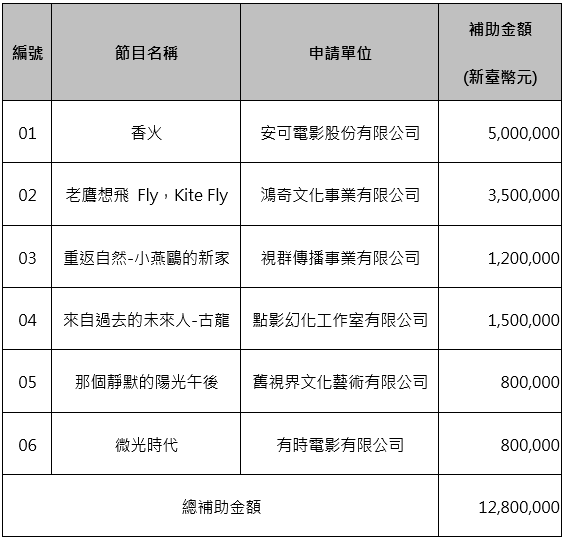 編號 節目名稱 申請單位 補助金額
(新臺幣元)
01 香火 安可電影股份有限公司 5,000,000
02 老鷹想飛 Fly，Kite Fly 鴻奇文化事業有限公司 3,500,000
03 重返自然-小燕鷗的新家 視群傳播事業有限公司 1,200,000
04 來自過去的未來人-古龍 點影幻化工作室有限公司 1,500,000
05 那個靜默的陽光午後 舊視界文化藝術有限公司 800,000
06 微光時代 有時電影有限公司 800,000
總補助金額 12,800,000